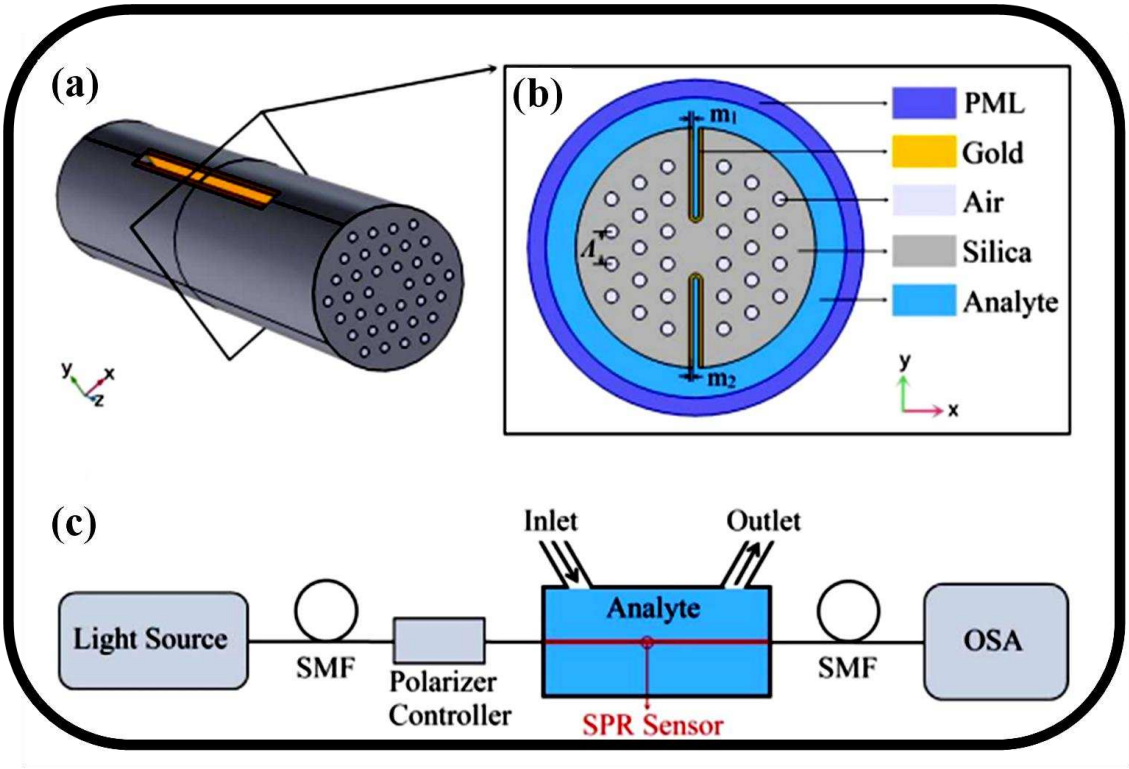 (a)
y
x
z
(b)
m1
Λ
m2
PML
Gold
Air
Silica
Analyte
y
x
(c)
Inlet
Outlet
Light Source
SMF
Polarizer
Controller
Analyte
SPR Sensor
SMF
OSA